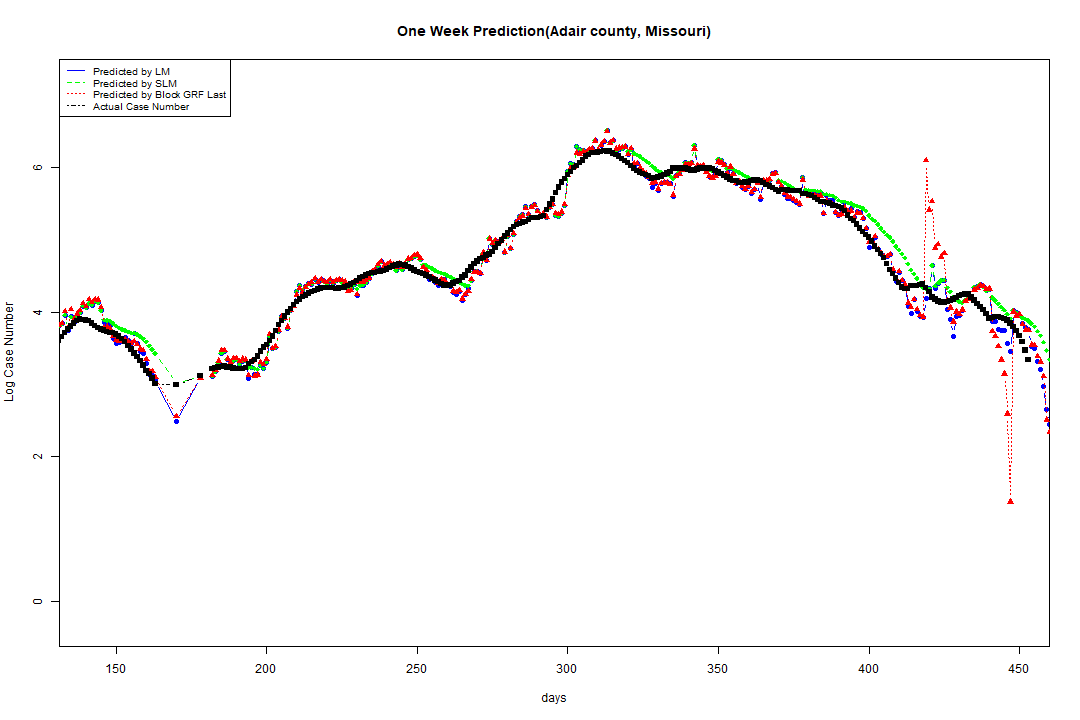 One Week Prediction(Adair county, Missouri)
Predicted by LM
Predicted by SLM
Predicted by Block GRF Last
Actual Case Number
Log Case Number
6
4
2
0
150 200 250 300 350 400 450
days